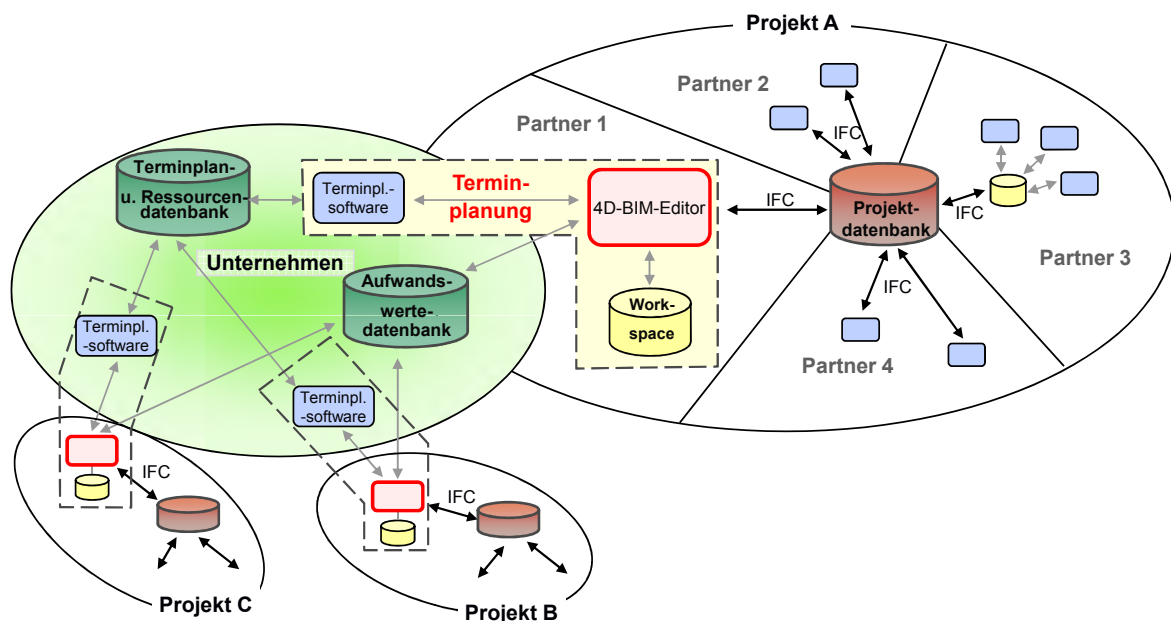 Projekt A
Partner 2
Partner 1
IFC
Terminplan-
u. Ressourcen-
datenbank
Terminpl.-
software
Termin-
planung
4D-BIM-Editor
IFC
Projekt-
datenbank
IFC
Partner 3
Unternehmen
Aufwands-
werte-
datenbank
Work-
space
IFC
Partner 4
Terminpl.
-software
Terminpl.
-software
IFC
IFC
Projekt C
Projekt B